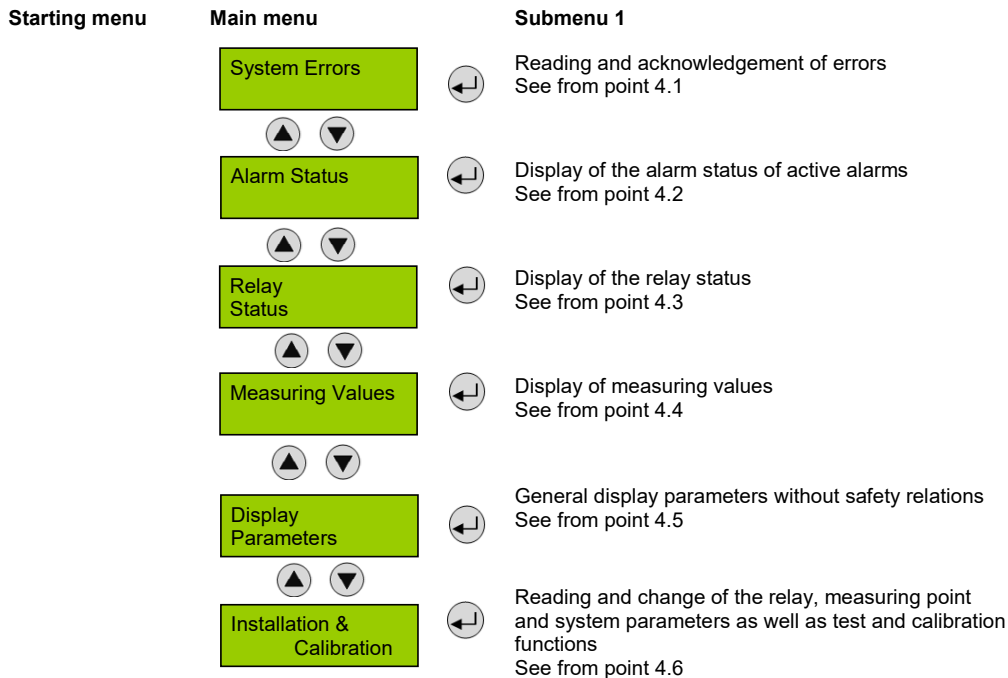 Starting menu Main menu Submenu 1
System Errors
Reading and acknowledgement of errors
See from point 4.1
Alarm Status
Display of the alarm status of active alarms
See from point 4.2
Relay
Status
Display of the relay status
See from point 4.3
Measuring Values
Display of measuring values
See from point 4.4
Display
Parameters
General display parameters without safety relations
See from point 4.5
Installation &
Calibration
Reading and change of the relay, measuring point
and system parameters as well as test and calibration
functions
See from point 4.6